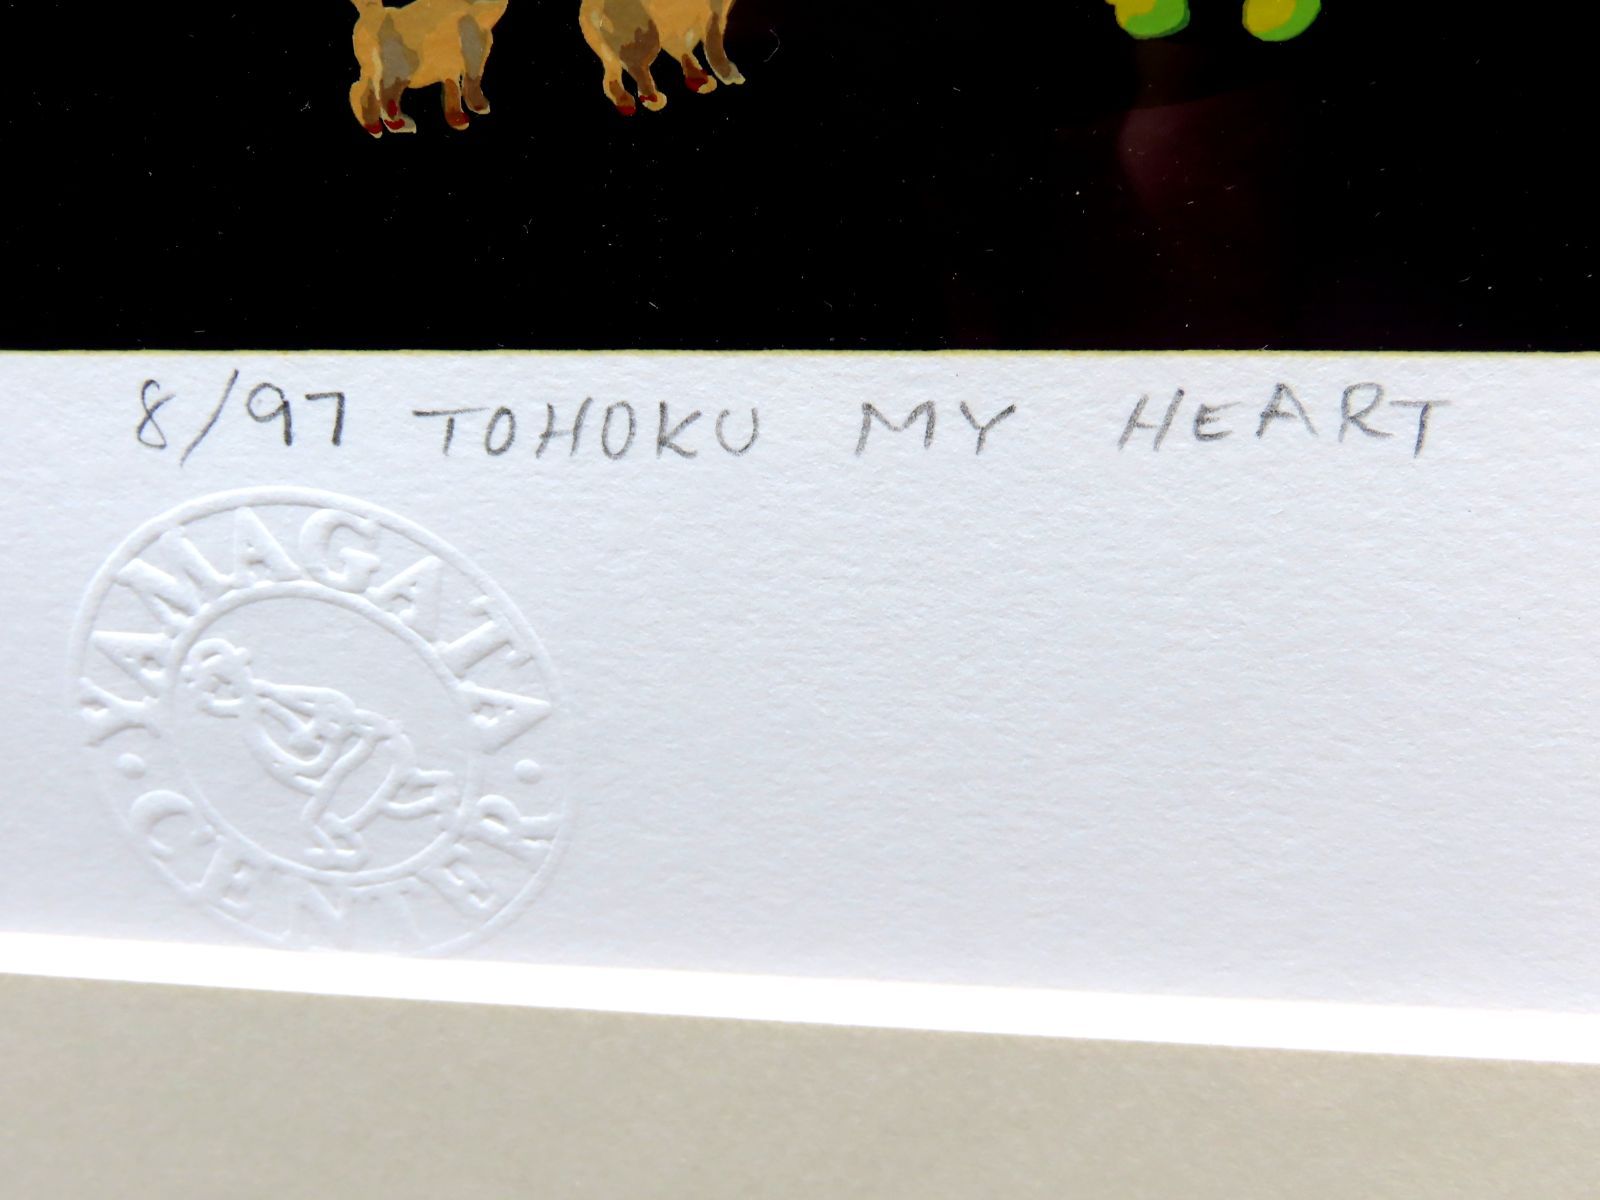 8/97 TOHOKU MY HEART
YAMAGATA
· CENTER ·